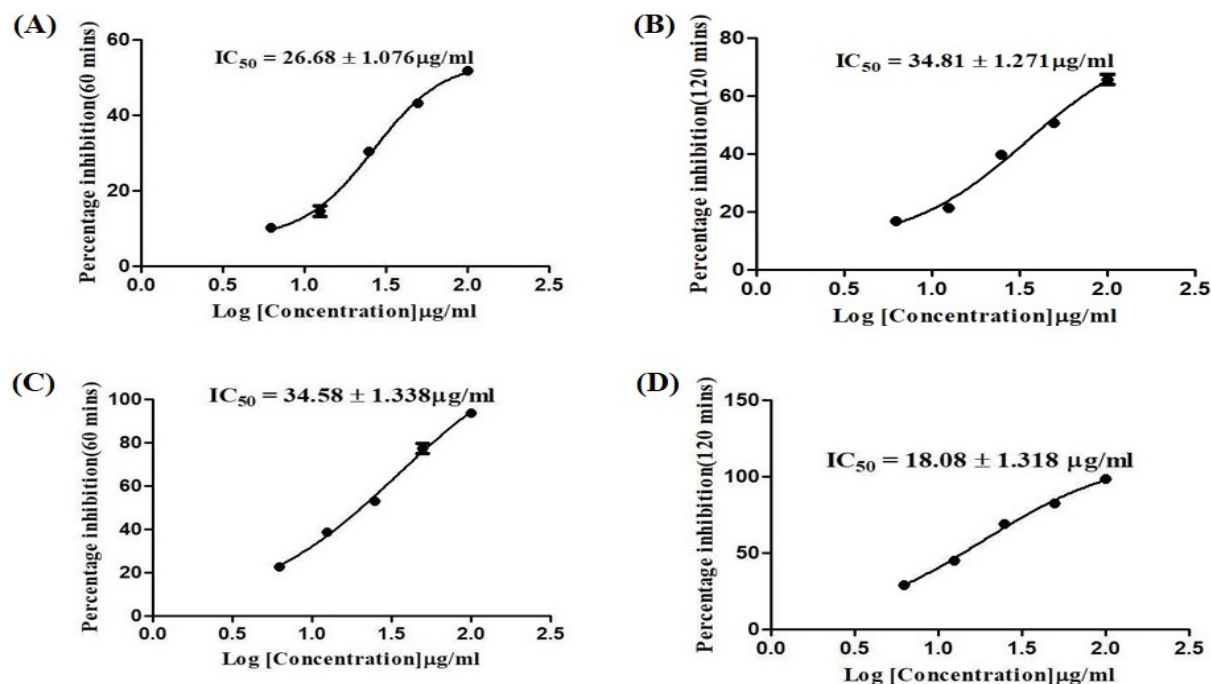 (A)
Percentage inhibition(60 mins)
IC50 = 26.68 ± 1.076µg/ml
60
40
20
0
0.0 0.5 1.0 1.5 2.0 2.5
Log [Concentration]µg/ml
(B)
Percentage inhibition(120 mins)
IC50 = 34.81 ± 1.271µg/ml
80
60
40
20
0
0.0 0.5 1.0 1.5 2.0 2.5
Log [Concentration]µg/ml
(C)
Percentage inhibition(60 mins)
IC50 = 34.58 ± 1.338µg/ml
100
80
60
40
20
0
0.0 0.5 1.0 1.5 2.0 2.5
Log [Concentration]µg/ml
(D)
Percentage inhibition(120 mins)
150
IC50 = 18.08 ± 1.318 µg/ml
100
50
0
0.0 0.5 1.0 1.5 2.0 2.5
Log [Concentration]µg/ml